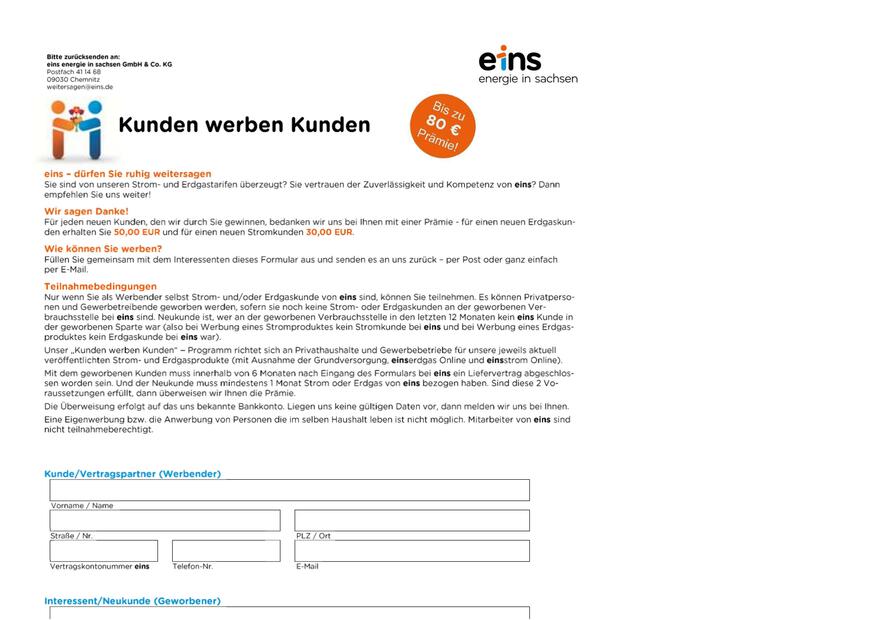 Bitte zurücksenden an:
eins energie in sachsen GmbH & Co. KG
Postfach 41 14 68
09030 Chemnitz
weitersagen@eins.de
eins
energie in sachsen
Kunden werben Kunden
Bis zu
80 €
Prämie!
eins – dürfen Sie ruhig weitersagen
Sie sind von unseren Strom- und Erdgastarifen überzeugt? Sie vertrauen der Zuverlässigkeit und Kompetenz von eins? Dann
empfehlen Sie uns weiter!
Wir sagen Danke!
Für jeden neuen Kunden, den wir durch Sie gewinnen, bedanken wir uns bei Ihnen mit einer Prämie - für einen neuen Erdgaskun-
den erhalten Sie 50,00 EUR und für einen neuen Stromkunden 30,00 EUR.
Wie können Sie werben?
Füllen Sie gemeinsam mit dem Interessenten dieses Formular aus und senden es an uns zurück – per Post oder ganz einfach
per E-Mail.
Teilnahmebedingungen
Nur wenn Sie als Werbender selbst Strom- und/oder Erdgaskunde von eins sind, können Sie teilnehmen. Es können Privatperso-
nen und Gewerbetreibende geworben werden, sofern sie noch keine Strom- oder Erdgaskunden an der geworbenen Ver-
brauchsstelle bei eins sind. Neukunde ist, wer an der geworbenen Verbrauchsstelle in den letzten 12 Monaten kein eins Kunde in
der geworbenen Sparte war (also bei Werbung eines Stromproduktes kein Stromkunde bei eins und bei Werbung eines Erdgas-
produktes kein Erdgaskunde bei eins war).
Unser „Kunden werben Kunden" – Programm richtet sich an Privathaushalte und Gewerbebetriebe für unsere jeweils aktuell
veröffentlichten Strom- und Erdgasprodukte (mit Ausnahme der Grundversorgung, einserdgas Online und einsstrom Online).
Mit dem geworbenen Kunden muss innerhalb von 6 Monaten nach Eingang des Formulars bei eins ein Liefervertrag abgeschlos-
sen worden sein. Und der Neukunde muss mindestens 1 Monat Strom oder Erdgas von eins bezogen haben. Sind diese 2 Vo-
raussetzungen erfüllt, dann überweisen wir Ihnen die Prämie.
Die Überweisung erfolgt auf das uns bekannte Bankkonto. Liegen uns keine gültigen Daten vor, dann melden wir uns bei Ihnen.
Eine Eigenwerbung bzw. die Anwerbung von Personen die im selben Haushalt leben ist nicht möglich. Mitarbeiter von eins sind
nicht teilnahmeberechtigt.
Kunde/Vertragspartner (Werbender)
Vorname / Name
Straße / Nr.
PLZ / Ort
Vertragskontonummer eins
Telefon-Nr.
E-Mail
Interessent/Neukunde (Geworbener)